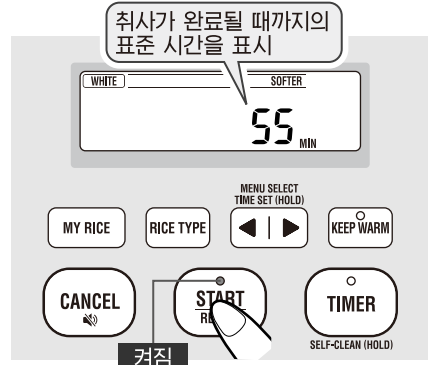 취사가 완료될 때까지의
표준 시간을 표시
WHITE SOFTER
55 MIN
MENU SELECT
TIME SET (HOLD)
MY RICE RICE TYPE KEEP WARM
CANCEL START TIMER
켜짐
SELF-CLEAN (HOLD)